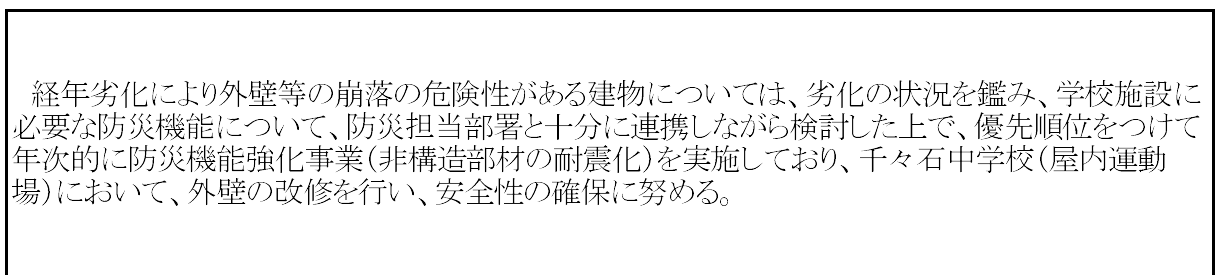 経年劣化により外壁等の崩落の危険性がある建物については、劣化の状況を鑑み、学校施設に
必要な防災機能について、防災担当部署と十分に連携しながら検討した上で、優先順位をつけて
年次的に防災機能強化事業(非構造部材の耐震化)を実施しており、千々石中学校(屋内運動
場)において、外壁の改修を行い、安全性の確保に努める。